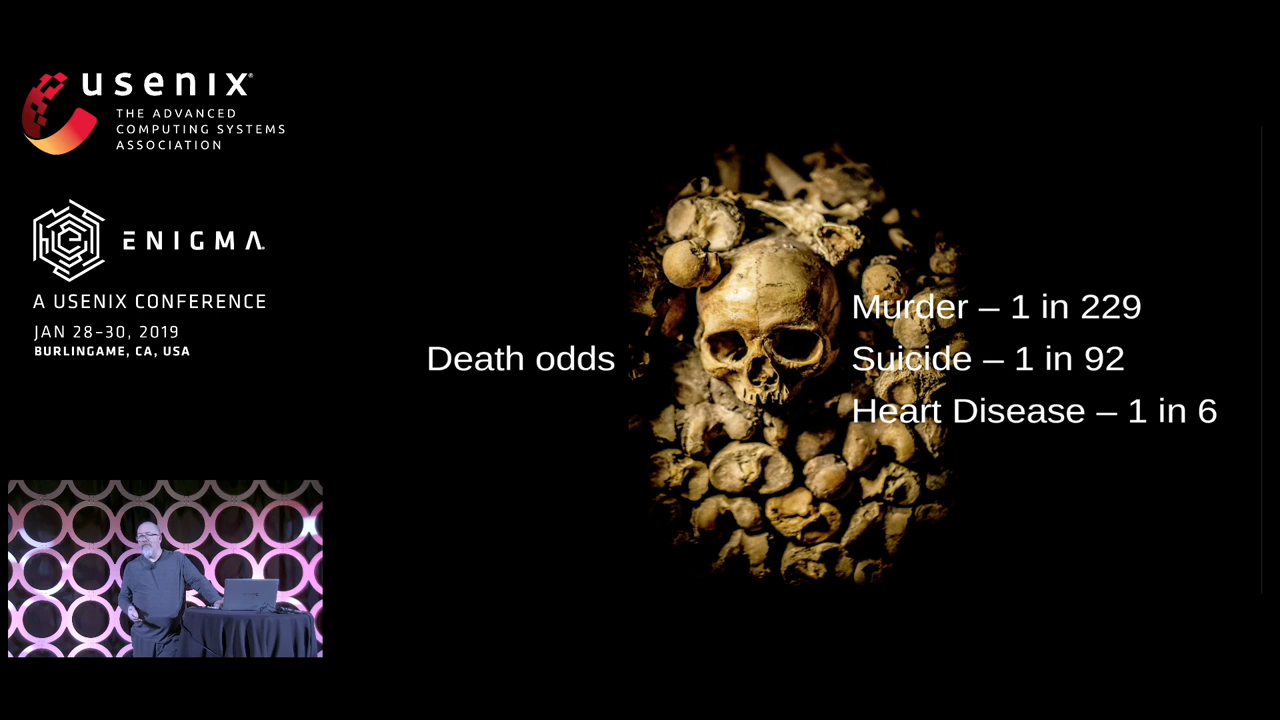 usenix®
THE ADVANCED
COMPUTING SYSTEMS
ASSOCIATION
ENIGMA
A USENIX CONFERENCE
JAN 28–30, 2019
BURLINGAME, CA, USA
Death odds
Murder – 1 in 229
Suicide – 1 in 92
Heart Disease – 1 in 6